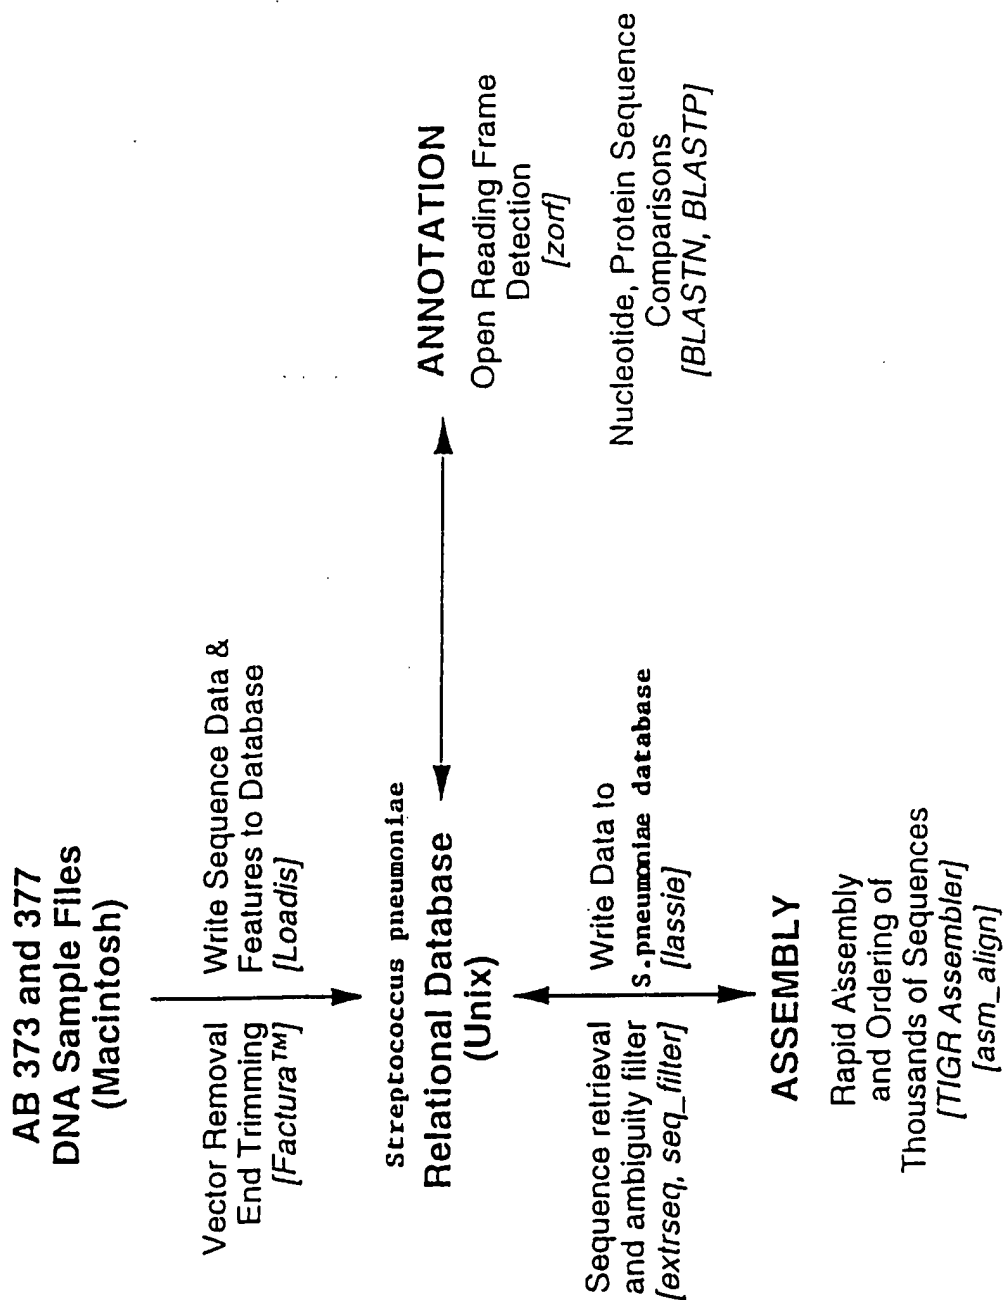 AB 373 and 377
DNA Sample Files
(Macintosh)
Vector Removal
End Trimming
[Factura™]
Write Sequence Data &
Features to Database
[Loadis]
Streptococcus pneumoniae
Relational Database
(Unix)
ANNOTATION
Open Reading Frame
Detection
[zorf]
Nucleotide, Protein Sequence
Comparisons
[BLASTN, BLASTP]
Sequence retrieval
and ambiguity filter
[extrseq, seq_filter]
Write Data to
S.pneumoniae database
[lassie]
ASSEMBLY
Rapid Assembly
and Ordering of
Thousands of Sequences
[TIGR Assembler]
[asm_align]